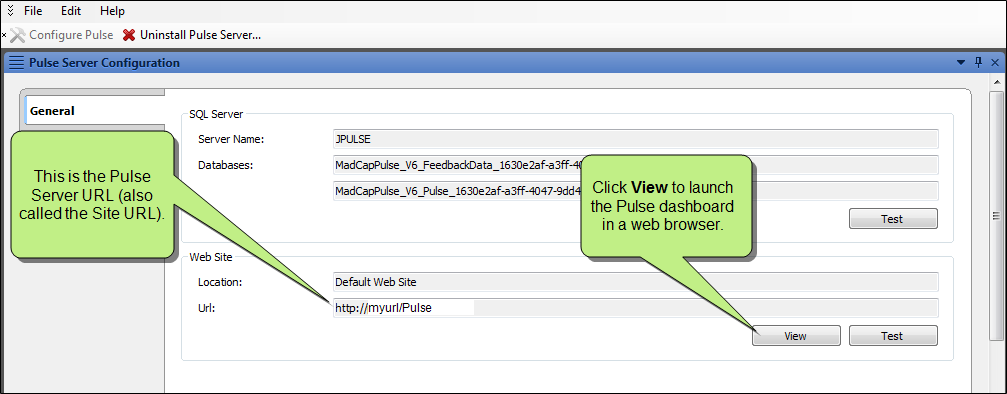 File Edit Help
Configure Pulse Uninstall Pulse Server...
Pulse Server Configuration
General
SQL Server
Server Name: JPULSE
Databases: MadCapPulse_V6_FeedbackData_1630e2af-a3ff-40
MadCapPulse_V6_Pulse_1630e2af-a3ff-4047-9dd4
Test
This is the Pulse
Server URL (also
called the Site URL).
Click View to launch
the Pulse dashboard
in a web browser.
Web Site
Location: Default Web Site
Url: http://myurl/Pulse
View Test